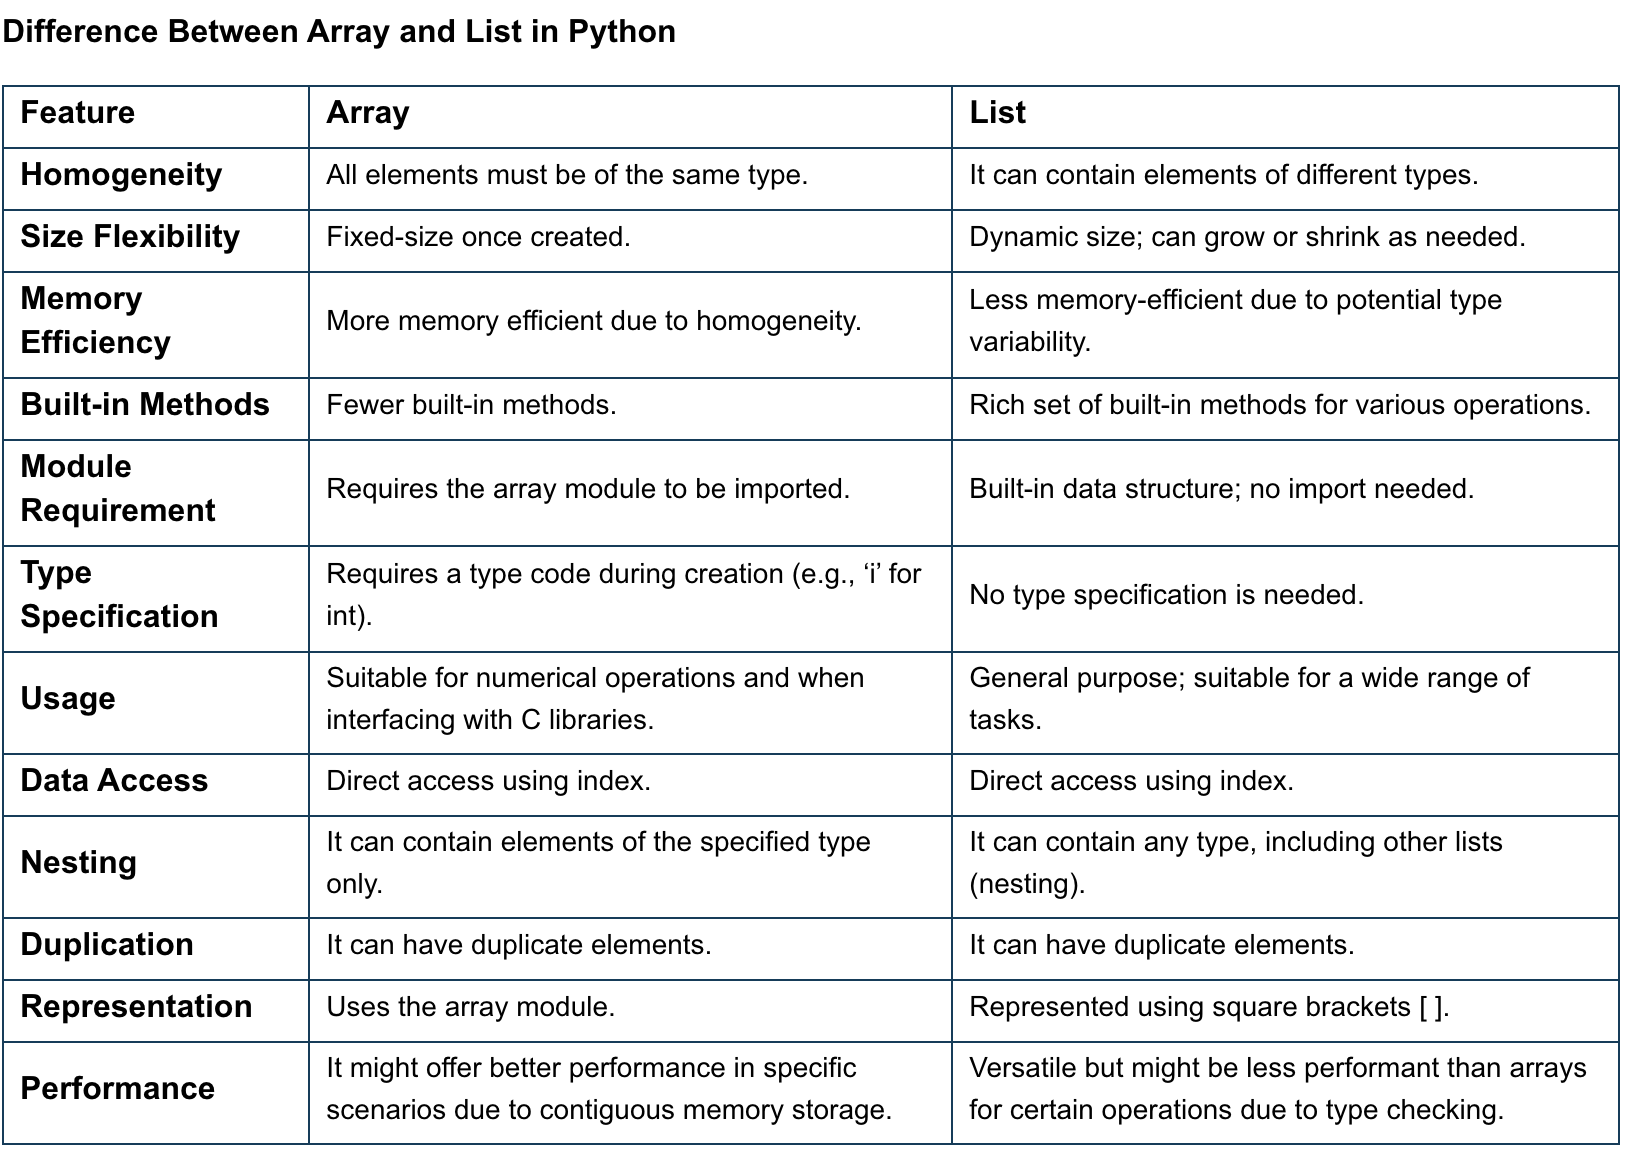 Difference Between Array and List in Python
Feature
Array
List
Homogeneity
All elements must be of the same type.
It can contain elements of different types.
Size Flexibility
Fixed-size once created.
Dynamic size; can grow or shrink as needed.
Memory
Efficiency
More memory efficient due to homogeneity.
Less memory-efficient due to potential type
variability.
Built-in Methods
Fewer built-in methods.
Rich set of built-in methods for various operations.
Module
Requirement
Requires the array module to be imported.
Built-in data structure; no import needed.
Type
Specification
Requires a type code during creation (e.g., ‘i’ for
int).
No type specification is needed.
Usage
Suitable for numerical operations and when
interfacing with C libraries.
General purpose; suitable for a wide range of
tasks.
Data Access
Direct access using index.
Direct access using index.
Nesting
It can contain elements of the specified type
only.
It can contain any type, including other lists
(nesting).
Duplication
It can have duplicate elements.
It can have duplicate elements.
Representation
Uses the array module.
Represented using square brackets [ ].
Performance
It might offer better performance in specific
scenarios due to contiguous memory storage.
Versatile but might be less performant than arrays
for certain operations due to type checking.